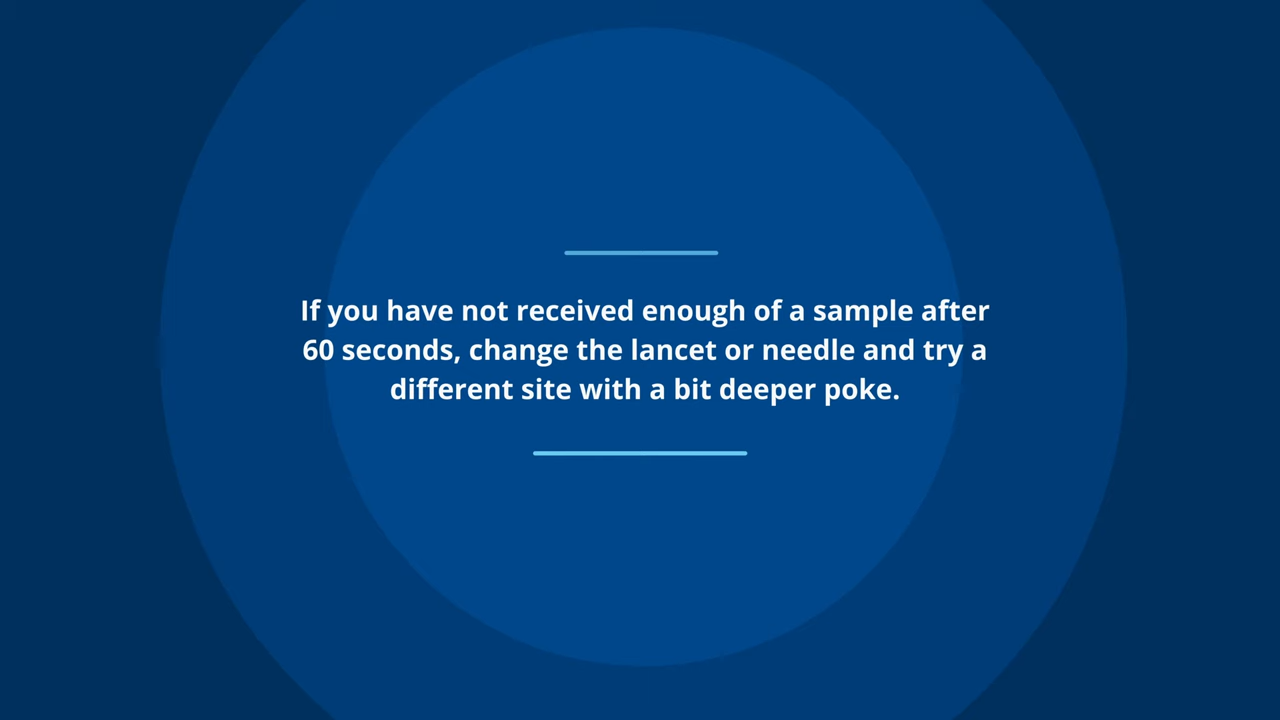 If you have not received enough of a sample after
60 seconds, change the lancet or needle and try a
different site with a bit deeper poke.